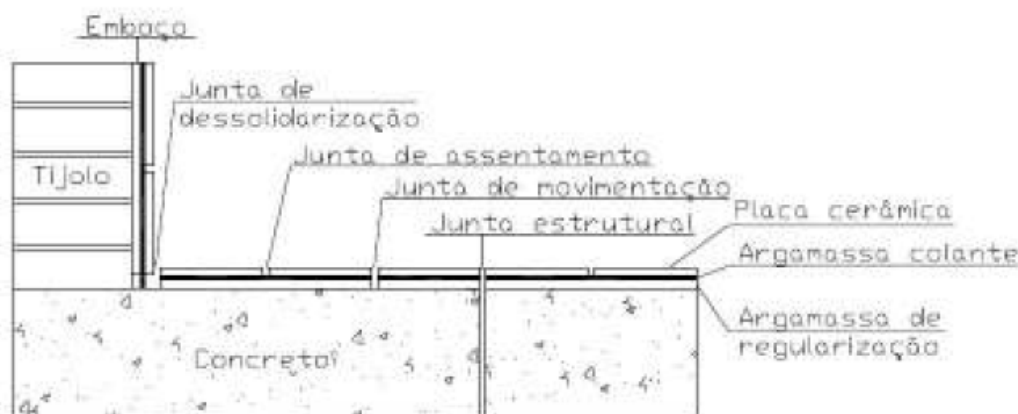 Emboço
Junta de
dessolidarização
Junta de assentamento
Junta de movimentação
Junta estrutural
Placa cerâmica
Argamassa colante
Tijolo
Argamassa de
regularização
Concreto